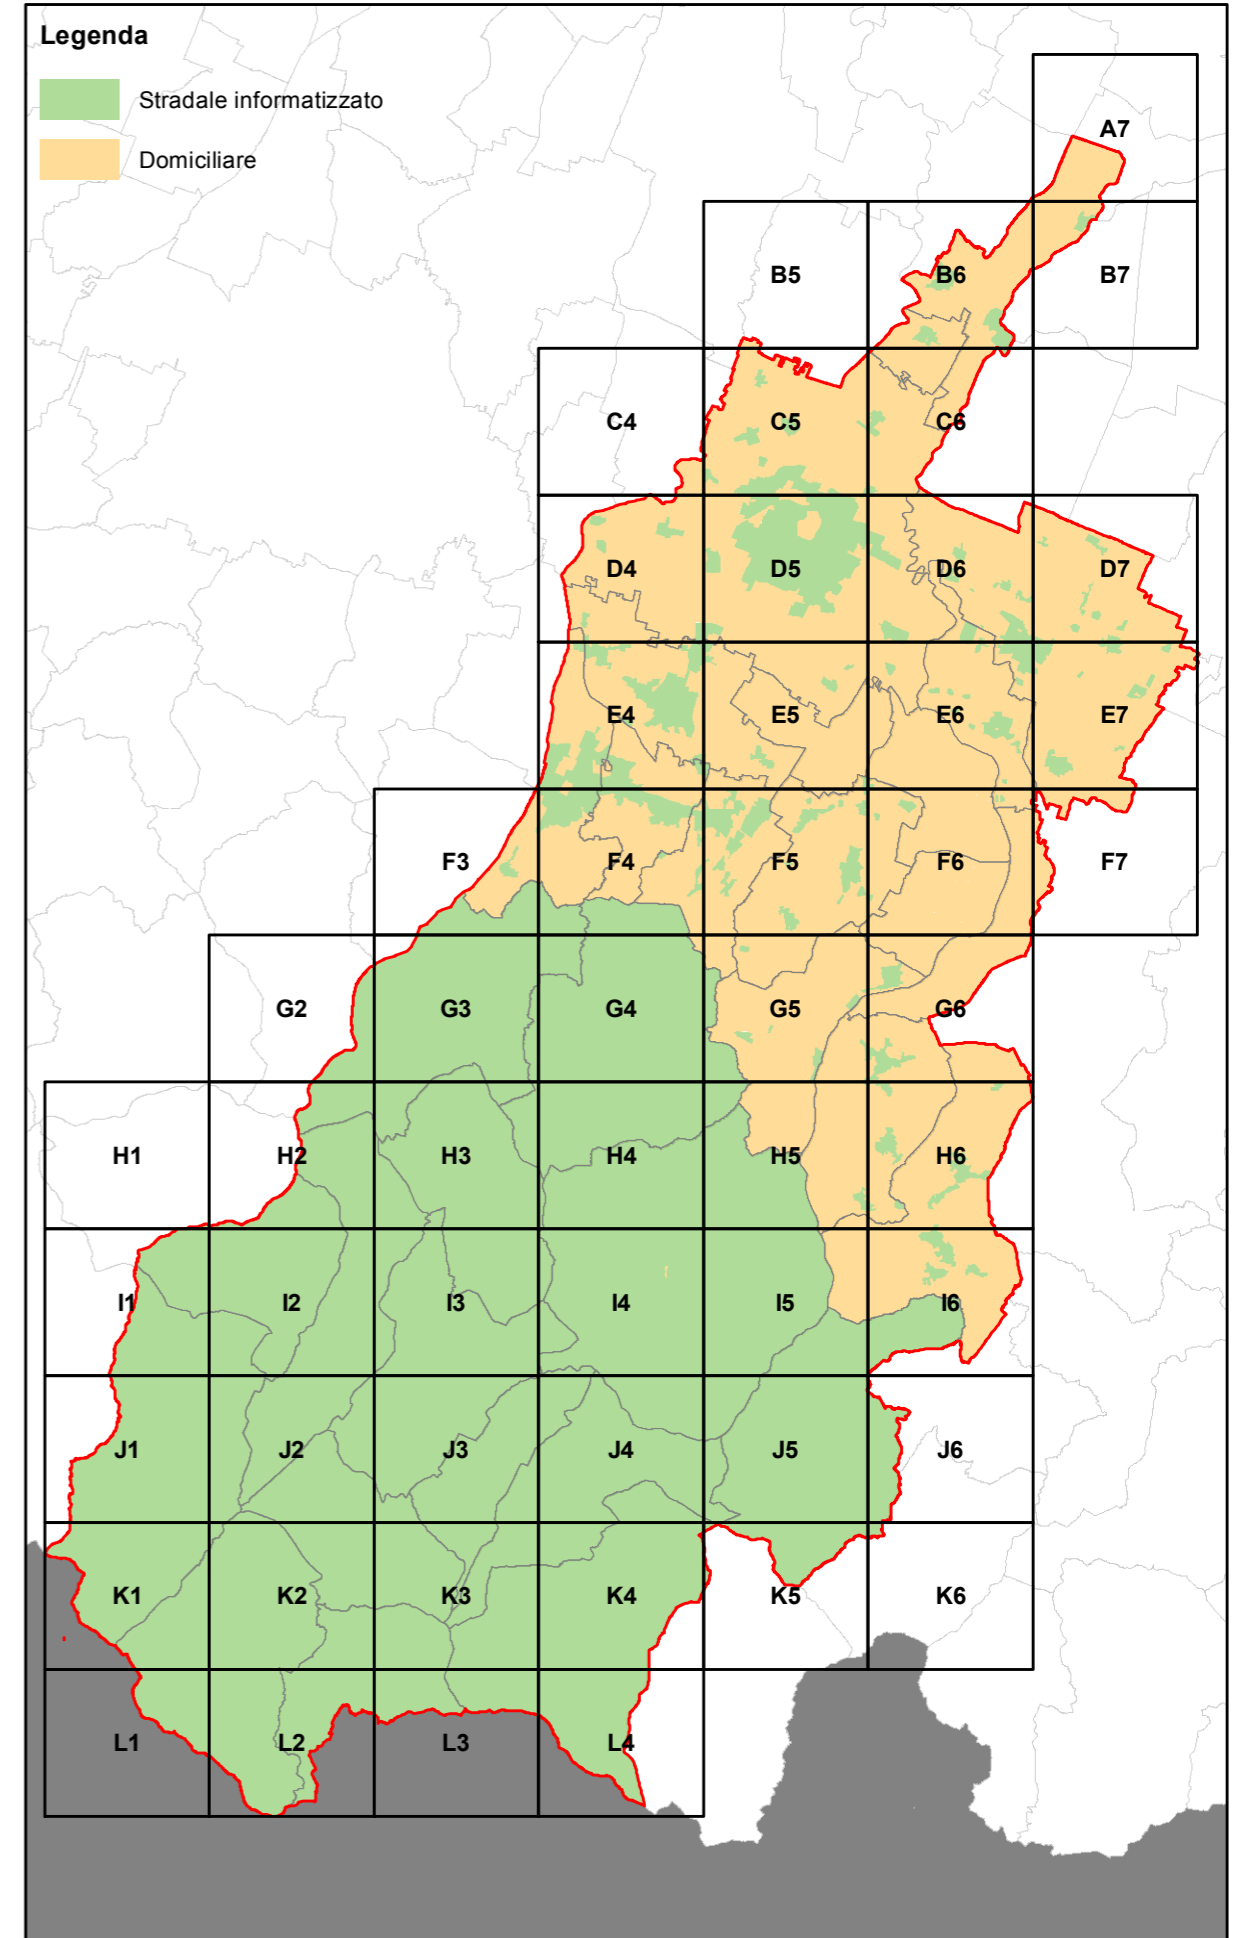 Legenda
Stradale informatizzato
Domiciliare
A7
B5 B6 B7
C4 C5 C6
D4 D5 D6 D7
E4 E5 E6 E7
F3 F4 F5 F6 F7
G2 G3 G4 G5 G6
H1 H2 H3 H4 H5 H6
I1 I2 I3 I4 I5 I6
J1 J2 J3 J4 J5 J6
K1 K2 K3 K4 K5 K6
L1 L2 L3 L4